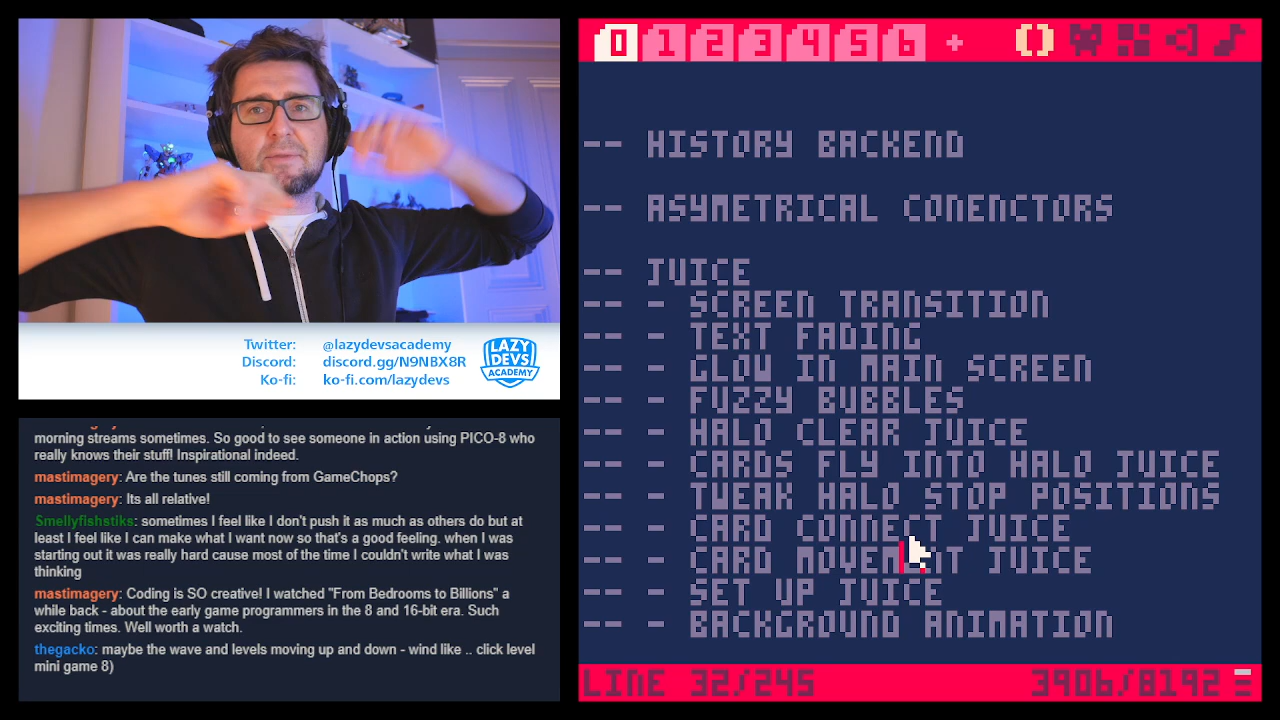 Twitter: @lazydevsacademy
Discord: discord.gg/N9NBX8R
Ko-fi: ko-fi.com/lazydevs
LAZY
DEVS
ACADEMY
morning streams sometimes. So good to see someone in action using PICO-8 who
really knows their stuff! Inspirational indeed.
mastimagery: Are the tunes still coming from GameChops?
mastimagery: Its all relative!
Smellyfishstiks: sometimes I feel like I don't push it as much as others do but at
least I feel like I can make what I want now so that's a good feeling. when I was
starting out it was really hard cause most of the time I couldn't write what I was
thinking
mastimagery: Coding is SO creative! I watched "From Bedrooms to Billions" a
while back - about the early game programmers in the 8 and 16-bit era. Such
exciting times. Well worth a watch.
thegacko: maybe the wave and levels moving up and down - wind like .. click level
mini game 8)
0 1 2 3 4 5 6 +
-- HISTORY BACKEND
-- ASYMETRICAL CONENCTORS
-- JUICE
-- - SCREEN TRANSITION
-- - TEXT FADING
-- - GLOW IN MAIN SCREEN
-- - FUZZY BUBBLES
-- - HALO CLEAR JUICE
-- - CARDS FLY INTO HALO JUICE
-- - TWEAK HALO STOP POSITIONS
-- - CARD CONNECT JUICE
-- - CARD MOVEMENT JUICE
-- - SET UP JUICE
-- - BACKGROUND ANIMATION
LINE 32/245 3906/8192